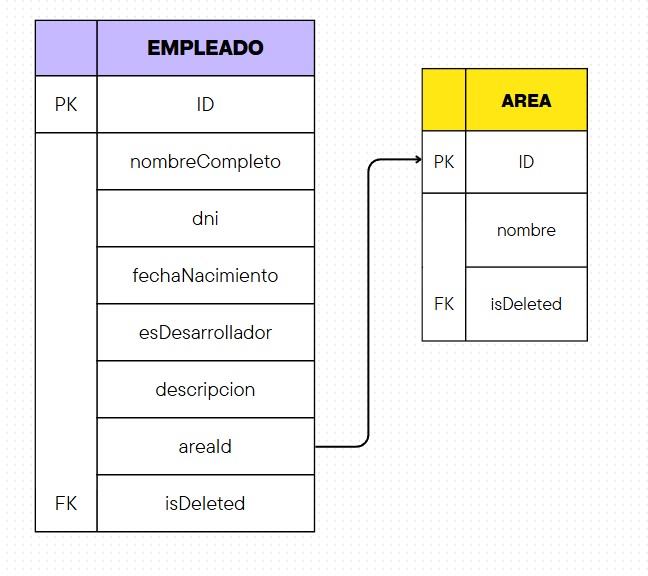 EMPLEADO
PK ID
nombreCompleto
dni
fechaNacimiento
esDesarrollador
descripcion
areaId
FK isDeleted
AREA
PK ID
nombre
FK isDeleted